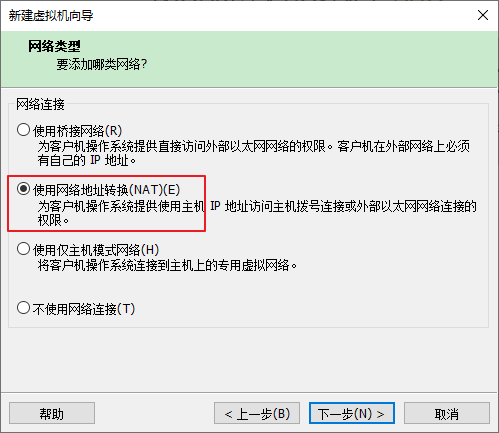 新建虚拟机向导
网络类型
要添加哪类网络?
网络连接
使用桥接网络(R)
为客户机操作系统提供直接访问外部以太网网络的权限。客户机在外部网络上必须
有自己的 IP 地址。
使用网络地址转换(NAT)(E)
为客户机操作系统提供使用主机 IP 地址访问主机拨号连接或外部以太网网络连接的
权限。
使用仅主机模式网络(H)
将客户机操作系统连接到主机上的专用虚拟网络。
不使用网络连接(T)
帮助
< 上一步(B)
下一步(N) >
取消